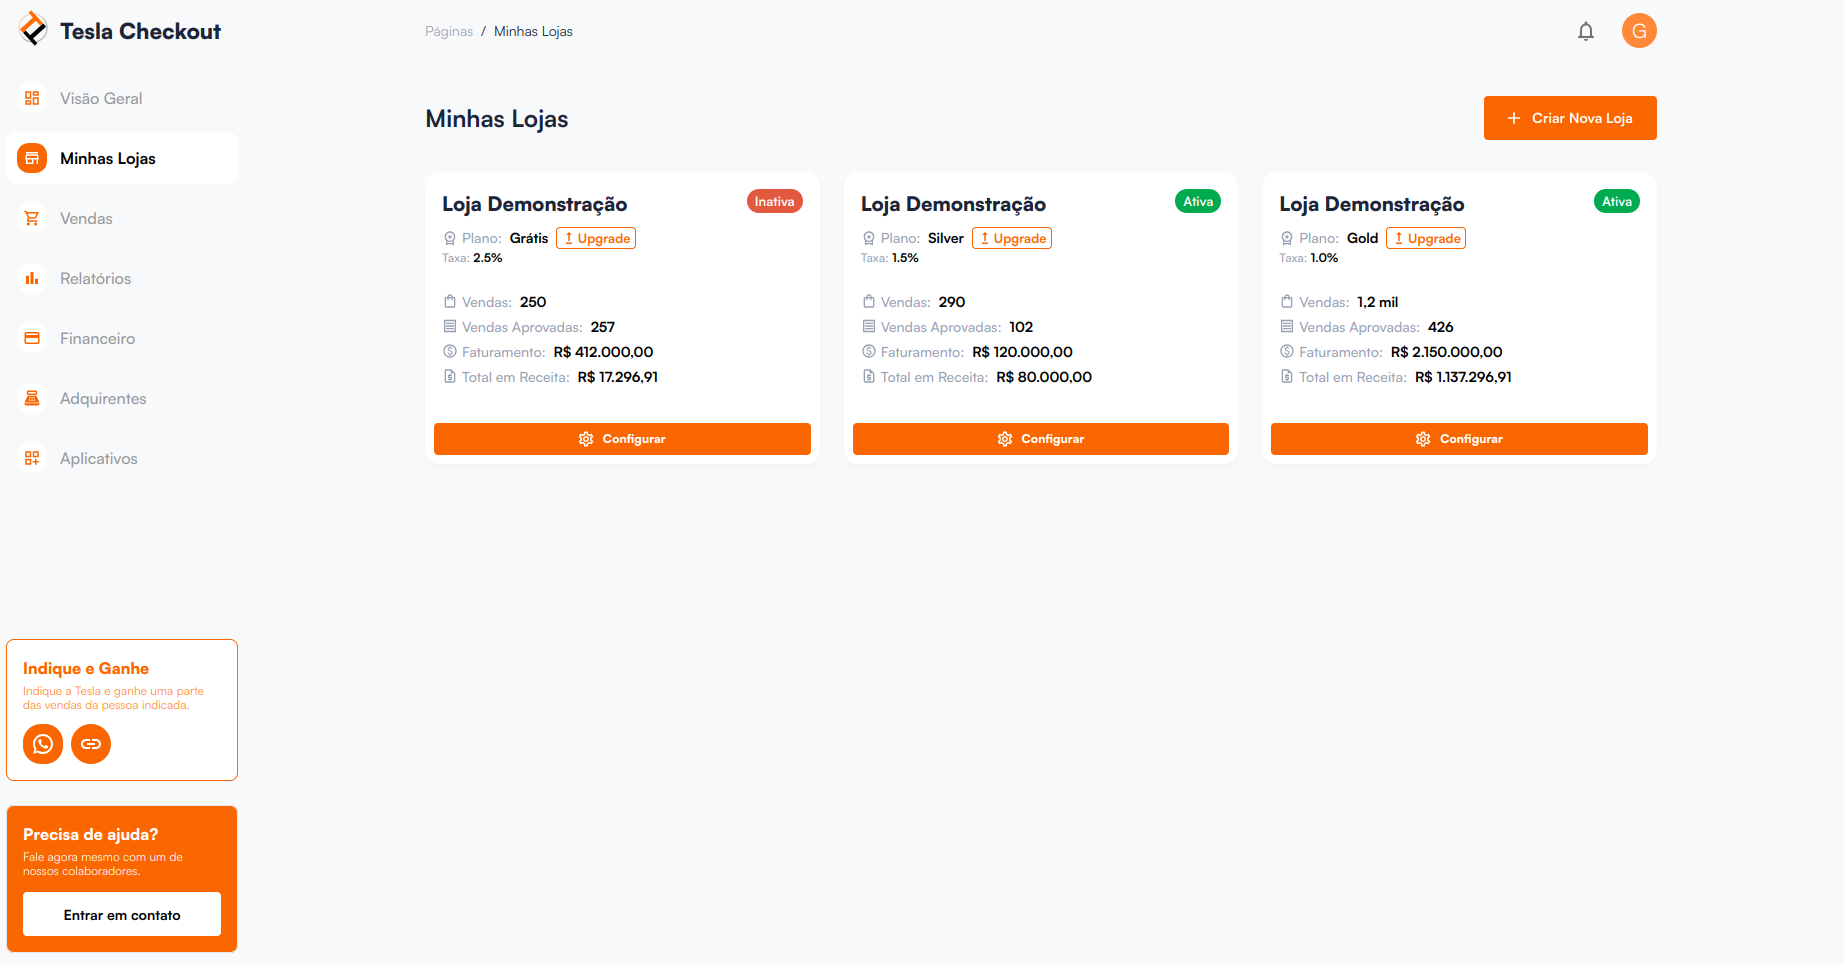 Tesla Checkout
Páginas / Minhas Lojas
G
Visão Geral
Minhas Lojas
Vendas
Relatórios
Financeiro
Adquirentes
Aplicativos
Indique e Ganhe
Indique a Tesla e ganhe uma parte
das vendas da pessoa indicada.
Precisa de ajuda?
Fale agora mesmo com um de
nossos colaboradores.
Entrar em contato
Minhas Lojas
Criar Nova Loja
Loja Demonstração
Inativa
Plano: Grátis Upgrade
Taxa: 2.5%
Vendas: 250
Vendas Aprovadas: 257
Faturamento: R$ 412.000,00
Total em Receita: R$ 17.296,91
Configurar
Loja Demonstração
Ativa
Plano: Silver Upgrade
Taxa: 1.5%
Vendas: 290
Vendas Aprovadas: 102
Faturamento: R$ 120.000,00
Total em Receita: R$ 80.000,00
Configurar
Loja Demonstração
Ativa
Plano: Gold Upgrade
Taxa: 1.0%
Vendas: 1,2 mil
Vendas Aprovadas: 426
Faturamento: R$ 2.150.000,00
Total em Receita: R$ 1.137.296,91
Configurar